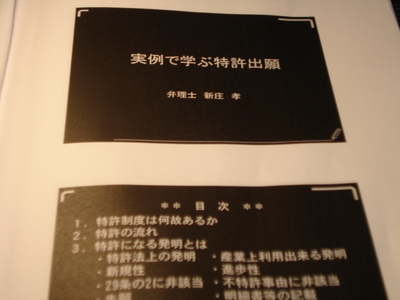 実例で学ぶ特許出願
弁理士 新庄 孝
** 目 次 **
1. 特許制度は何故あるか
2. 特許の流れ
3. 特許になる発明とは
・特許法上の発明 ・産業上利用出来る発明
・新規性 ・進歩性
・29条の2に非該当 ・不特許事由に非該当
・先願 ・明細書等の記載